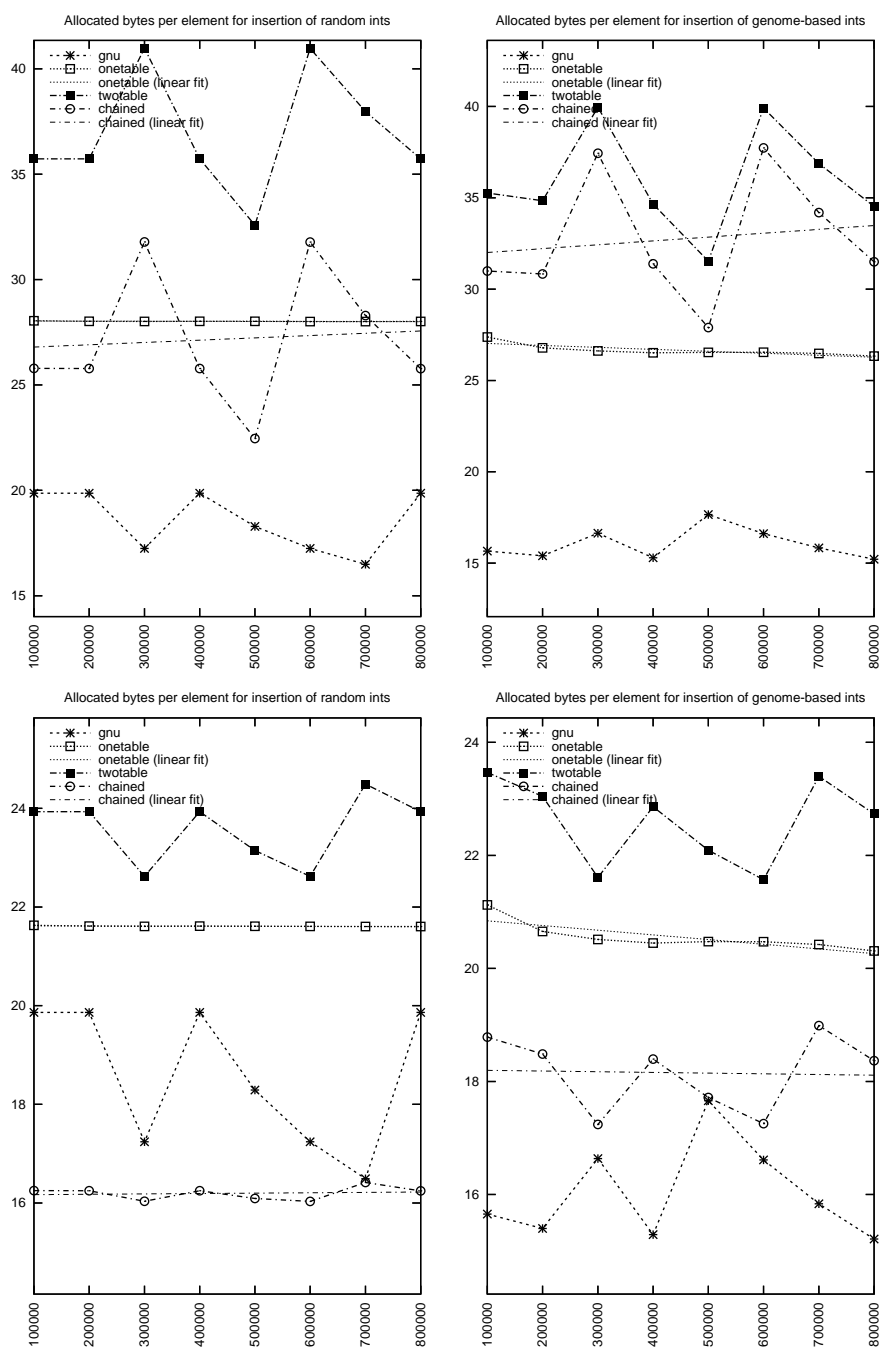 Allocated bytes per element for insertion of random ints
40
35
30
25
20
15
gnu
onetable
onetable (linear fit)
twotable
chained
chained (linear fit)
100000
200000
300000
400000
500000
600000
700000
800000
Allocated bytes per element for insertion of genome-based ints
40
35
30
25
20
15
gnu
onetable
onetable (linear fit)
twotable
chained
chained (linear fit)
100000
200000
300000
400000
500000
600000
700000
800000
Allocated bytes per element for insertion of random ints
24
22
20
18
16
gnu
onetable
onetable (linear fit)
twotable
chained
chained (linear fit)
100000
200000
300000
400000
500000
600000
700000
800000
Allocated bytes per element for insertion of genome-based ints
24
22
20
18
16
gnu
onetable
onetable (linear fit)
twotable
chained
chained (linear fit)
100000
200000
300000
400000
500000
600000
700000
800000